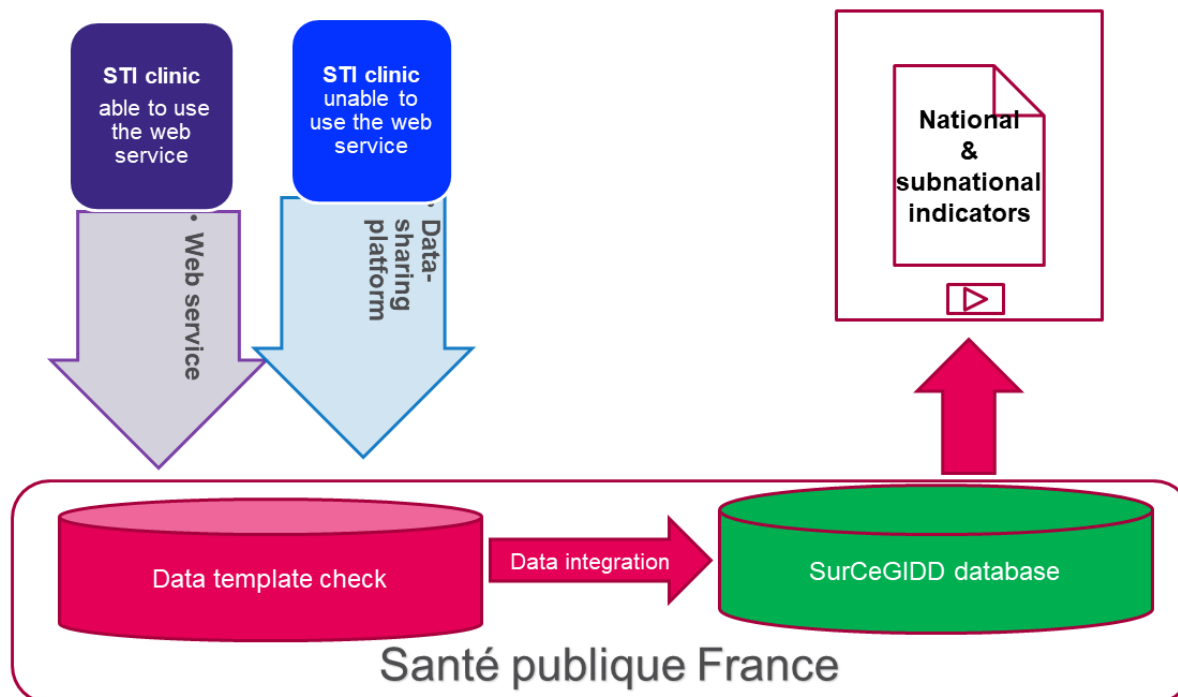 STI clinic
able to use
the web
service
STI clinic
unable to
use the web
service
• Web service
• Data-
sharing
platform
National
&
subnational
indicators
Data template check
Data integration
SurCeGIDD database
Santé publique France